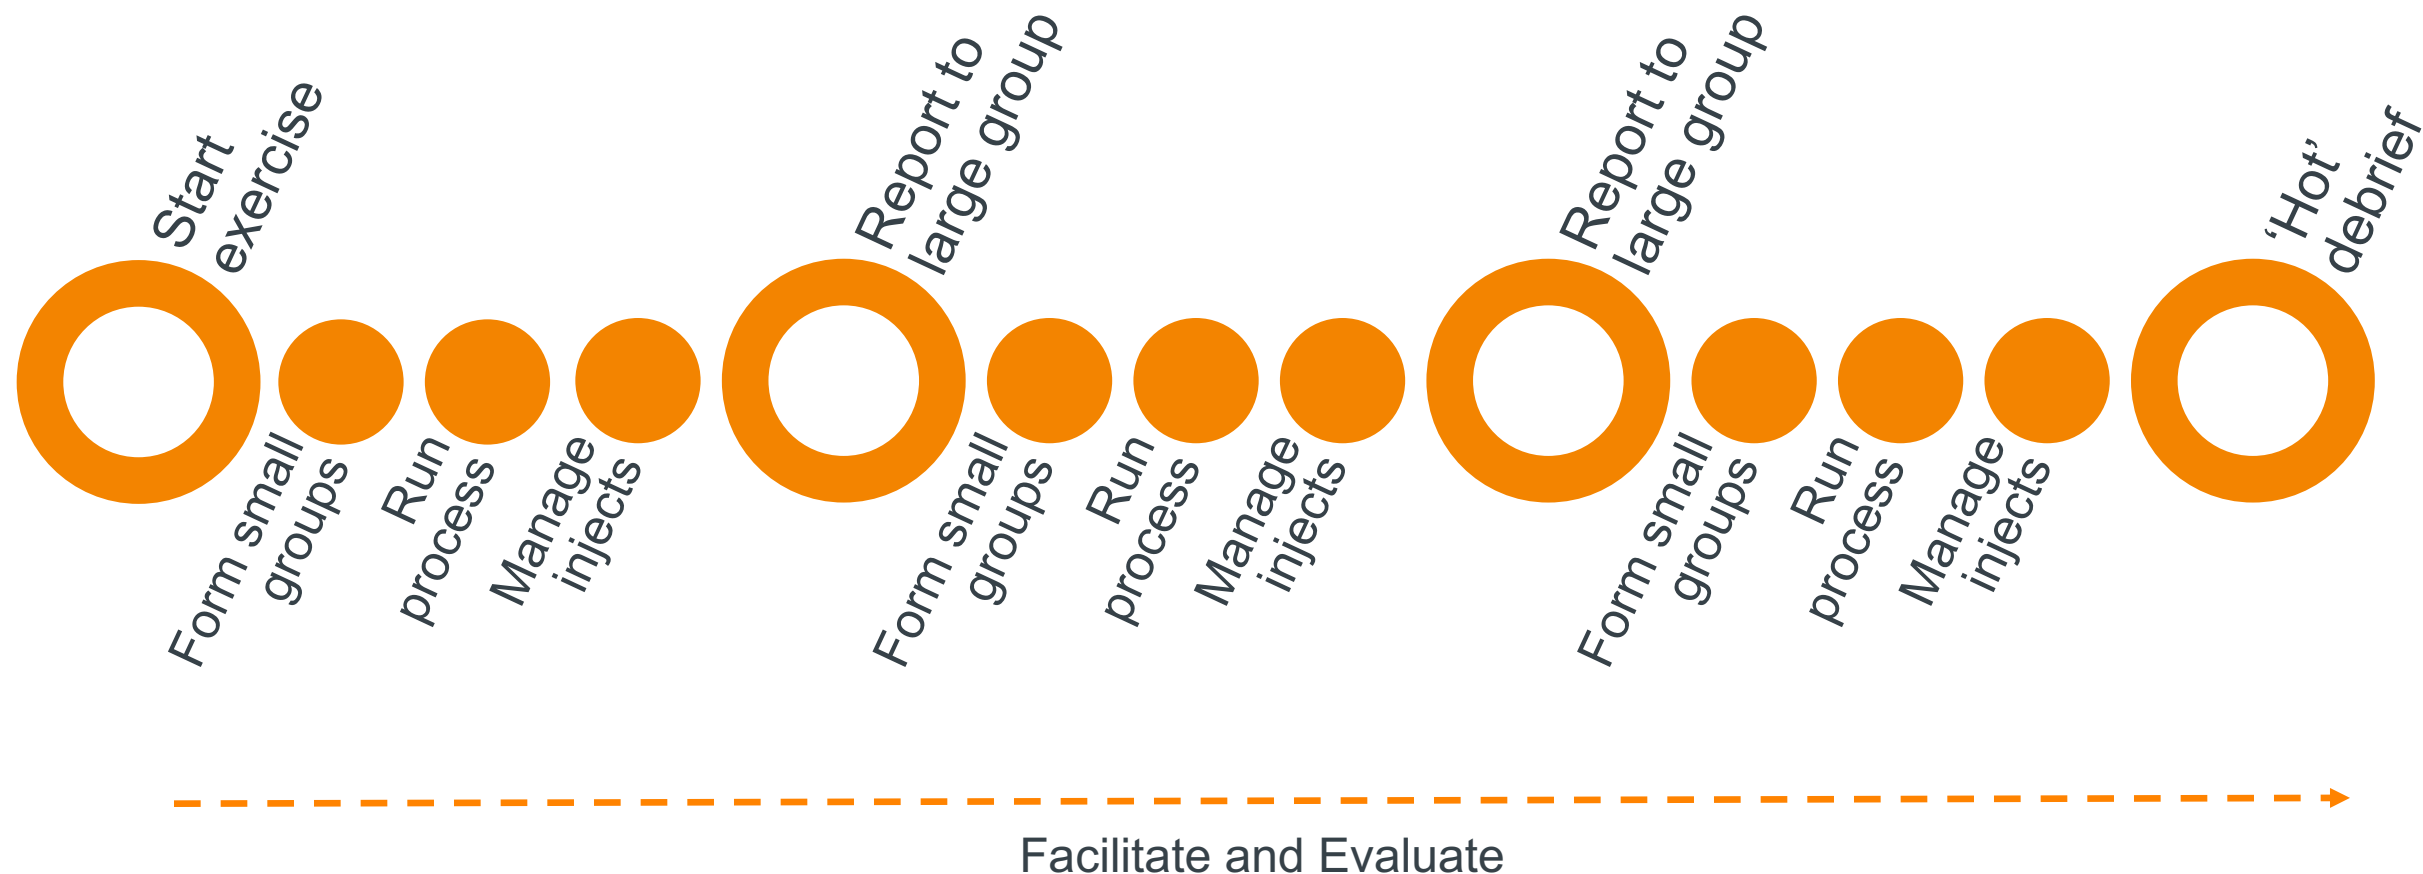 Start
exercise
Form small
groups
Run
process
Manage
injects
Report to
large group
Form small
groups
Run
process
Manage
injects
Report to
large group
Form small
groups
Run
process
Manage
injects
‘Hot’
debrief
Facilitate and Evaluate